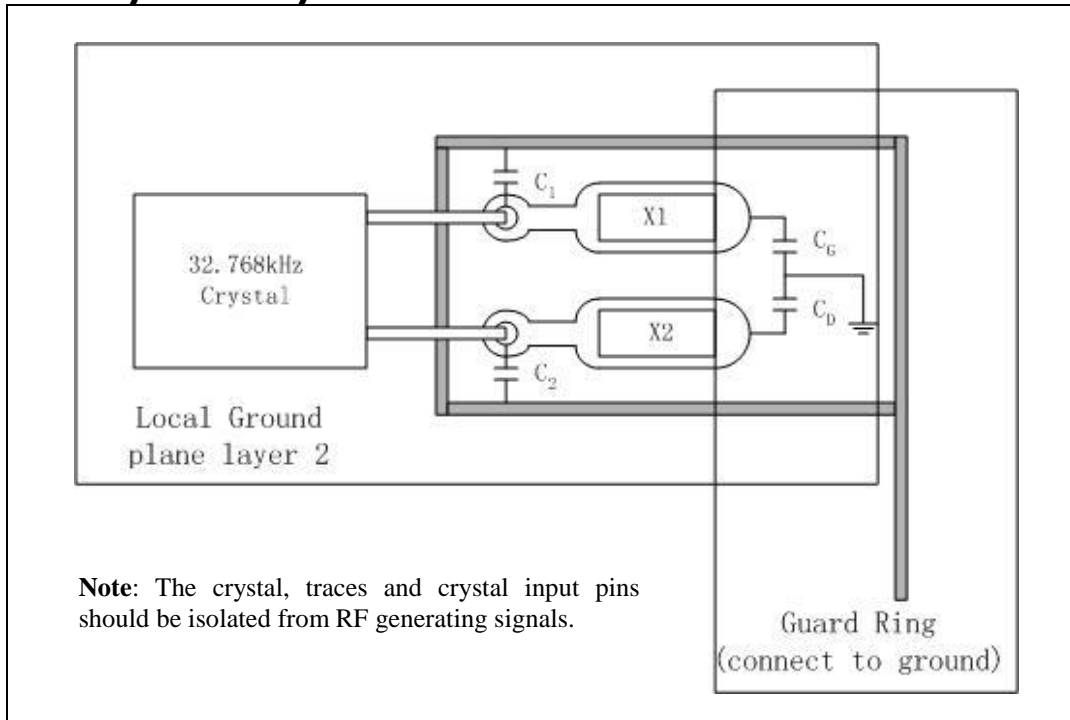 C1
X1
32.768kHz
Crystal
CG
CD
X2
C2
Local Ground
plane layer 2
Note: The crystal, traces and crystal input pins
should be isolated from RF generating signals.
Guard Ring
(connect to ground)